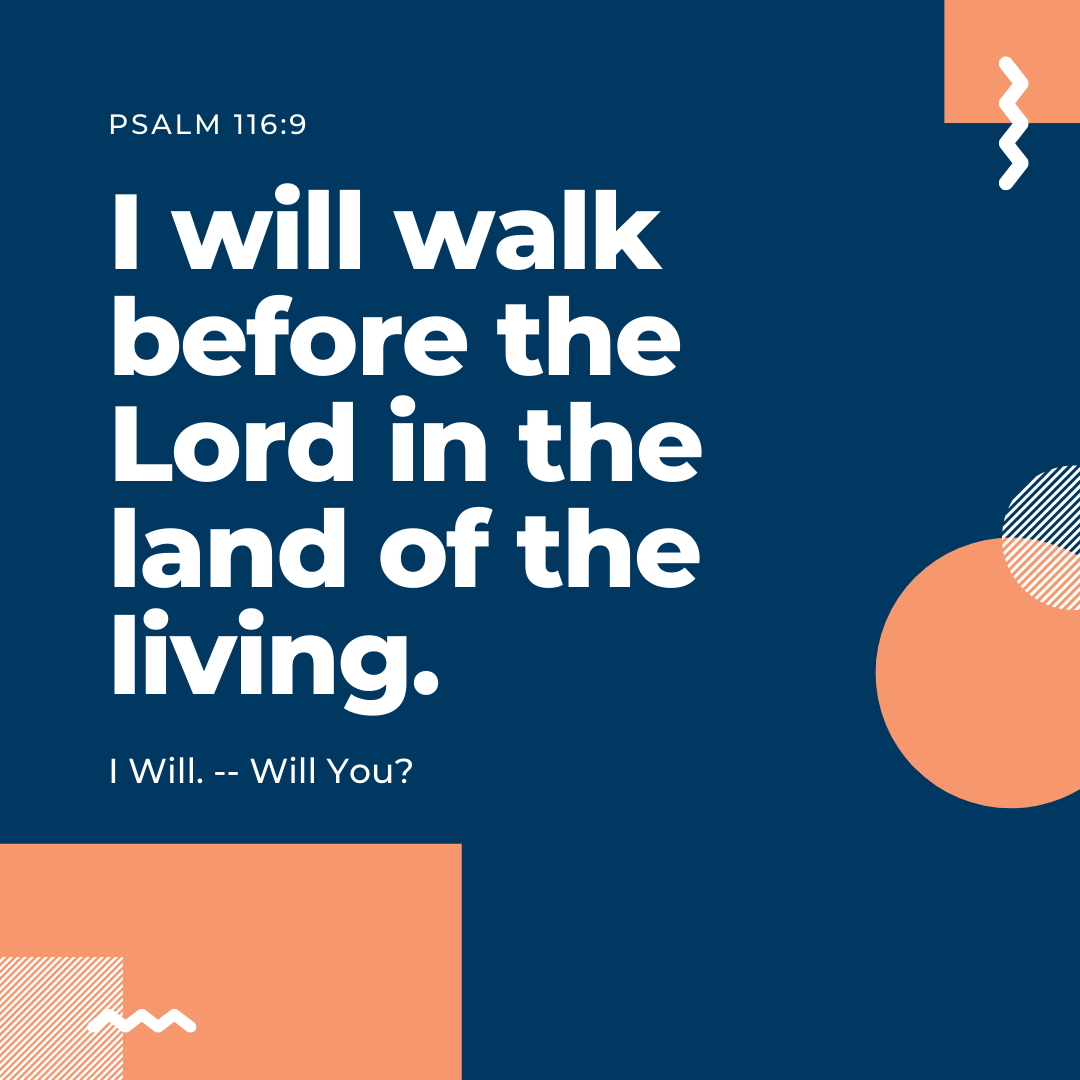 PSALM 116:9
I will walk
before the
Lord in the
land of the
living.
I Will. -- Will You?